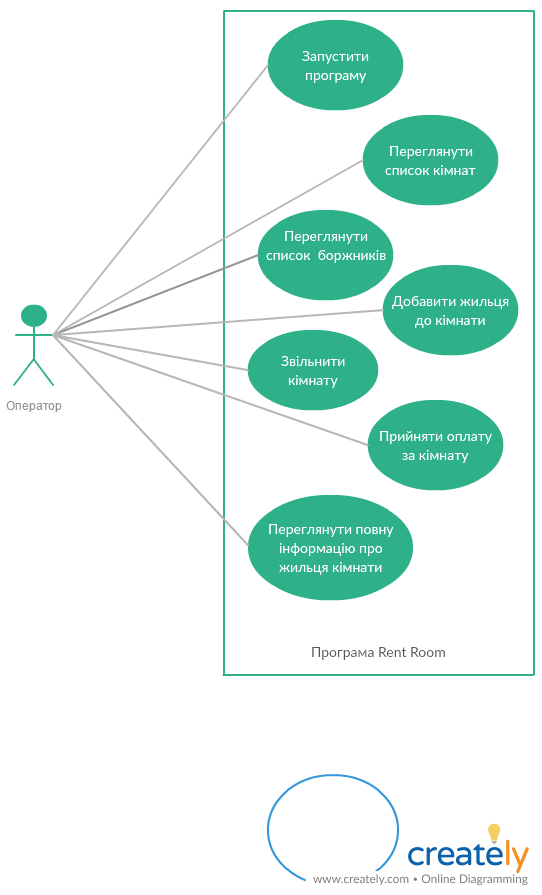 Запустити
програму
Переглянути
список кімнат
Переглянути
список боржників
Добавити жильця
до кімнати
Звільнити
кімнату
Оператор
Прийняти оплату
за кімнату
Переглянути повну
інформацію про
жильця кімнати
Програма Rent Room
creately
www.creately.com • Online Diagramming